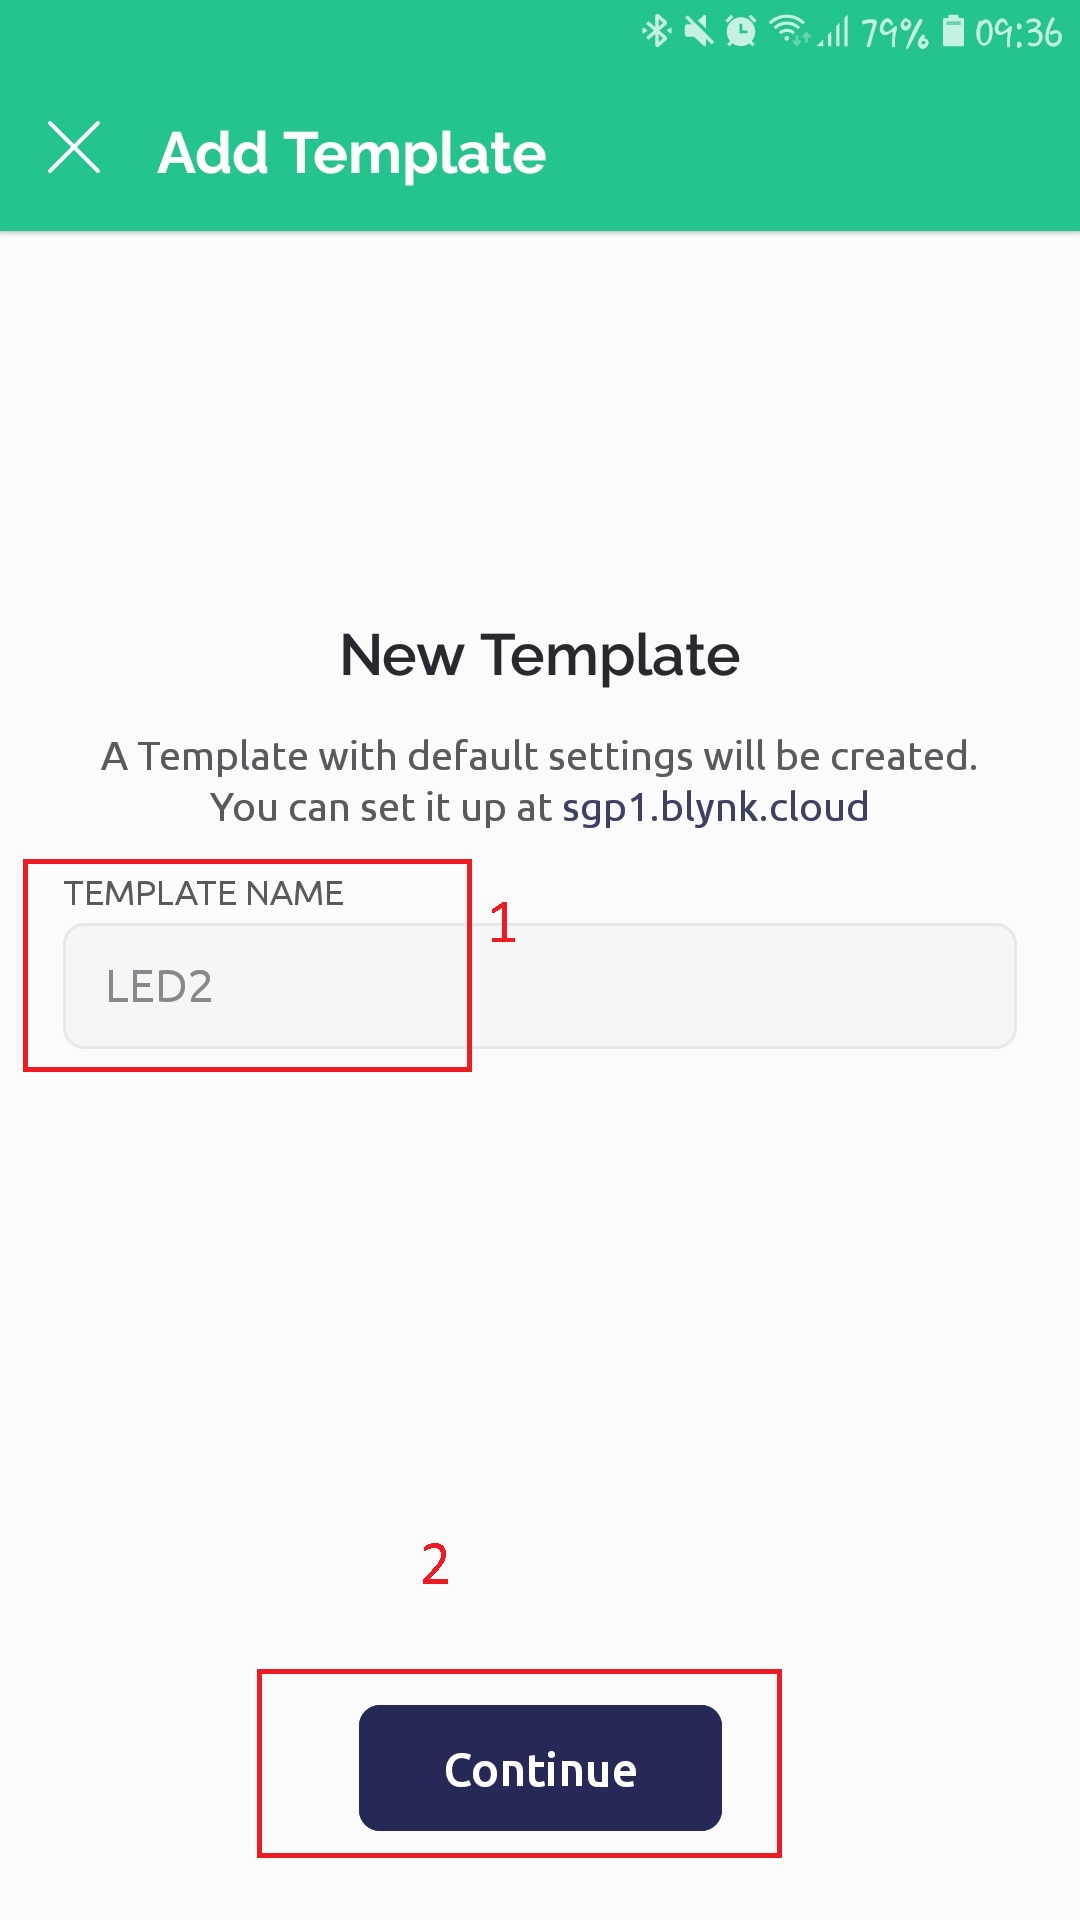 79% 09:36
Add Template
New Template
A Template with default settings will be created.
You can set it up at sgp1.blynk.cloud
TEMPLATE NAME
1
LED2
2
Continue